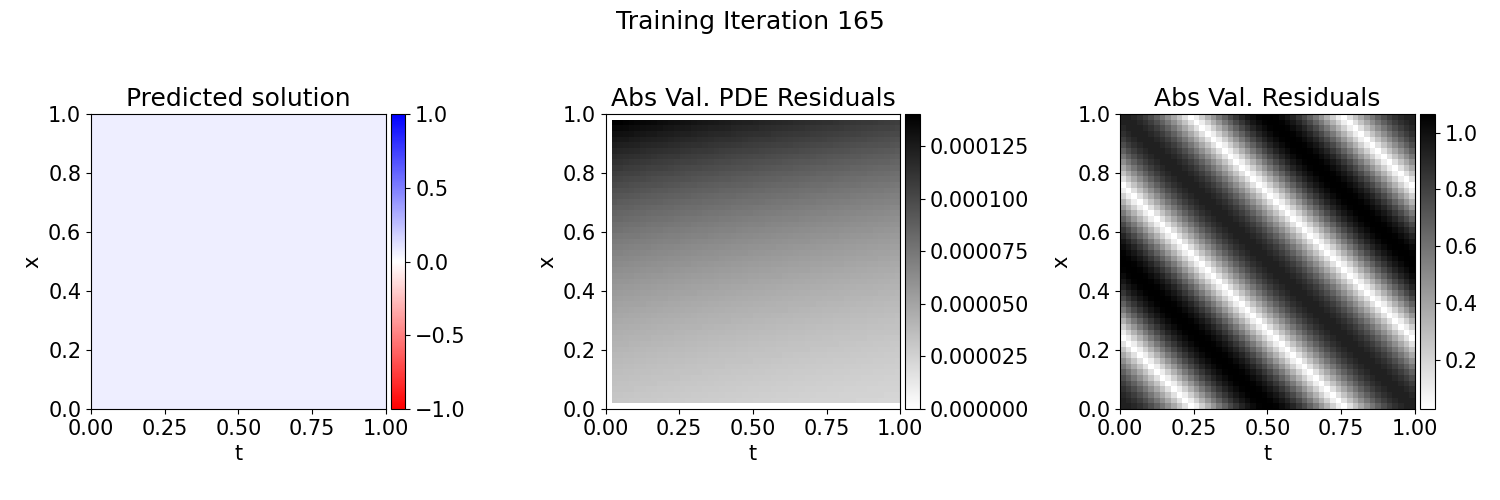 Training Iteration 165
Predicted solution
1.0
0.8
0.6
0.4
0.2
0.0
x
0.00 0.25 0.50 0.75 1.00
t
1.0
0.5
0.0
−0.5
−1.0
Abs Val. PDE Residuals
1.0
0.8
0.6
0.4
0.2
0.0
x
0.00 0.25 0.50 0.75 1.00
t
0.000125
0.000100
0.000075
0.000050
0.000025
0.000000
Abs Val. Residuals
1.0
0.8
0.6
0.4
0.2
0.0
x
0.00 0.25 0.50 0.75 1.00
t
1.0
0.8
0.6
0.4
0.2